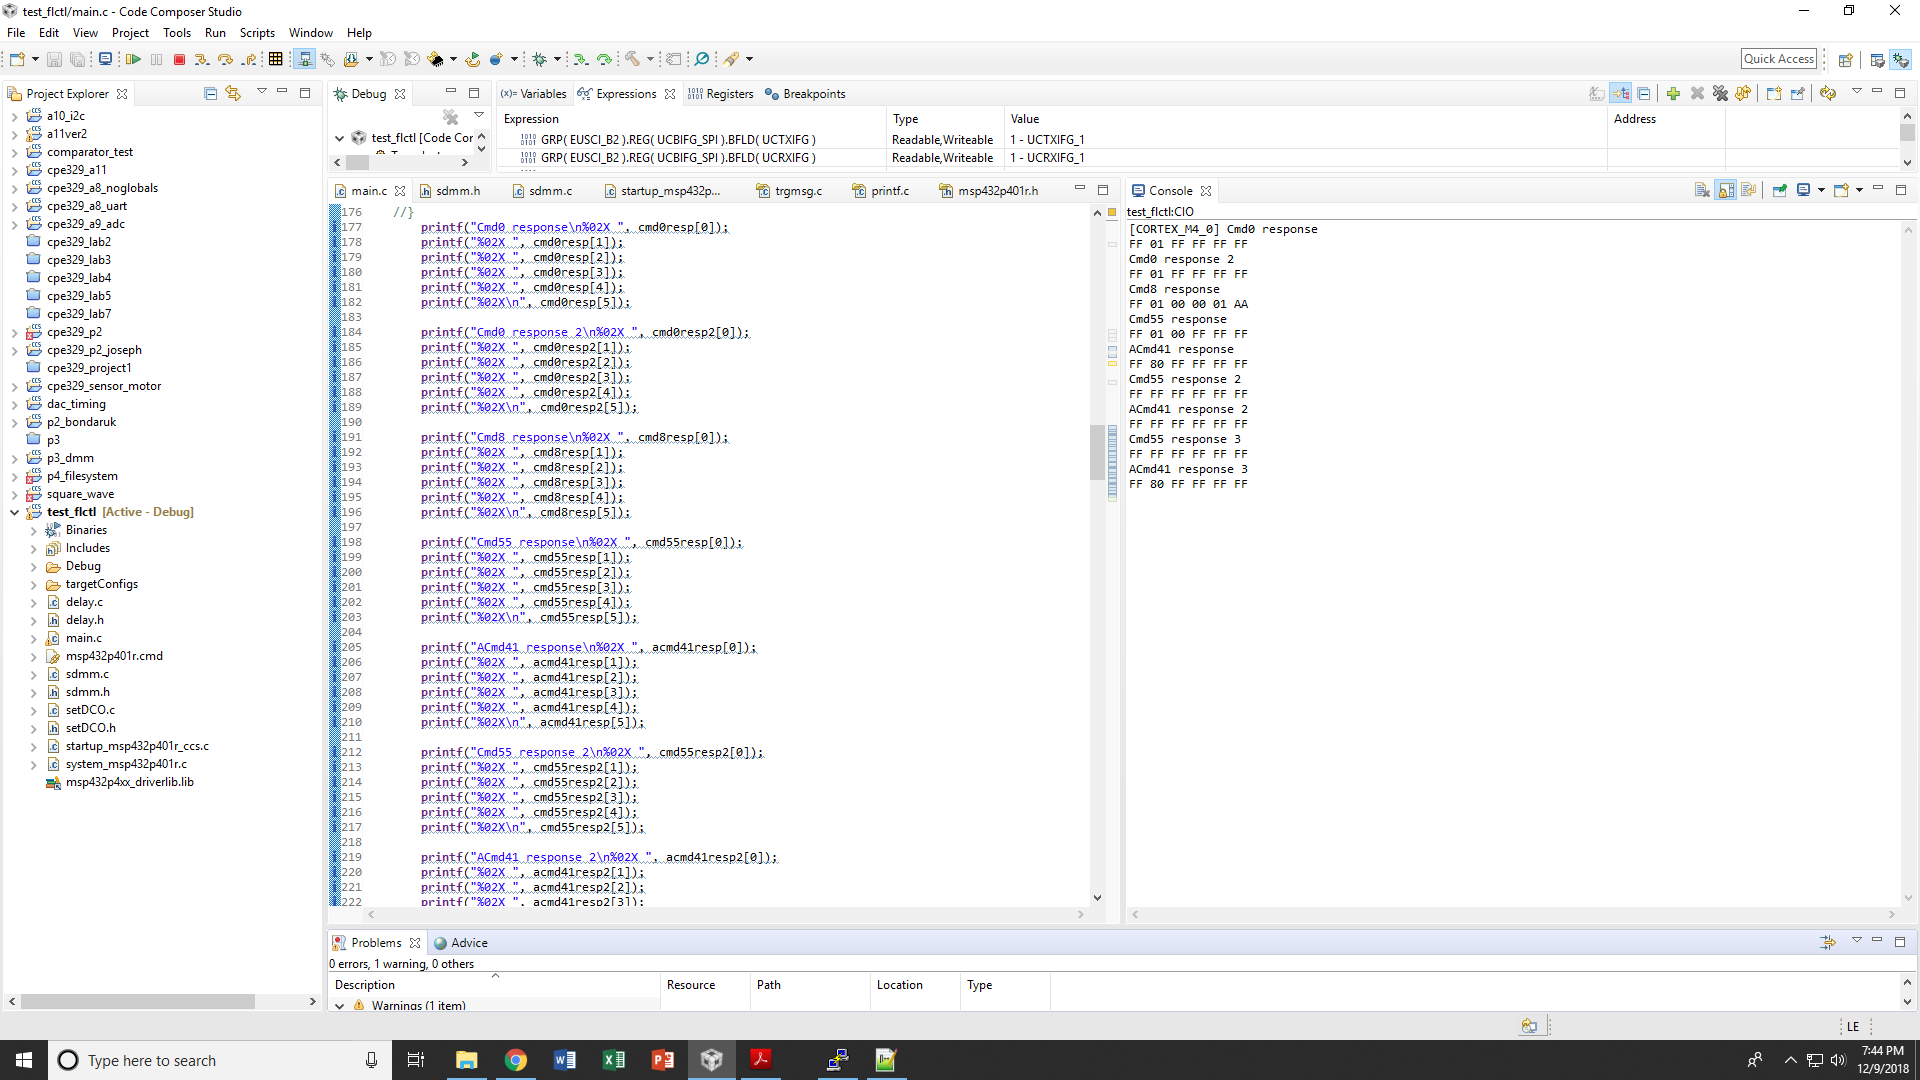 test_flctl/main.c - Code Composer Studio
File Edit View Project Tools Run Scripts Window Help
Quick Access
Project Explorer
a10_i2c
a11ver2
comparator_test
cpe329_a11
cpe329_a8_noglobals
cpe329_a8_uart
cpe329_a9_adc
cpe329_lab2
cpe329_lab3
cpe329_lab4
cpe329_lab5
cpe329_lab7
cpe329_p2
cpe329_p2_joseph
cpe329_project1
cpe329_sensor_motor
dac_timing
p2_bondaruk
p3
p3_dmm
p4_filesystem
square_wave
test_flctl [Active - Debug]
Binaries
Includes
Debug
targetConfigs
delay.c
delay.h
main.c
msp432p401r.cmd
sdmm.c
sdmm.h
setDCO.c
setDCO.h
startup_msp432p401r_ccs.c
system_msp432p401r.c
msp432p4xx_driverlib.lib
Debug
test_flctl [Code Cor
(x)= Variables Expressions Registers Breakpoints
Expression Type Value Address
GRP( EUSCI_B2 ).REG( UCBIFG_SPI ).BFLD( UCTXIFG ) Readable,Writeable 1 - UCTXIFG_1
GRP( EUSCI_B2 ).REG( UCBIFG_SPI ).BFLD( UCRXIFG ) Readable,Writeable 1 - UCRXIFG_1
main.c sdmm.h sdmm.c startup_msp432p... trgmsg.c printf.c msp432p401r.h
176 //}
177 printf("Cmd0 response\n%02X ", cmd0resp[0]);
178 printf("%02X ", cmd0resp[1]);
179 printf("%02X ", cmd0resp[2]);
180 printf("%02X ", cmd0resp[3]);
181 printf("%02X ", cmd0resp[4]);
182 printf("%02X\n", cmd0resp[5]);
183
184 printf("Cmd0 response 2\n%02X ", cmd0resp2[0]);
185 printf("%02X ", cmd0resp2[1]);
186 printf("%02X ", cmd0resp2[2]);
187 printf("%02X ", cmd0resp2[3]);
188 printf("%02X ", cmd0resp2[4]);
189 printf("%02X\n", cmd0resp2[5]);
190
191 printf("Cmd8 response\n%02X ", cmd8resp[0]);
192 printf("%02X ", cmd8resp[1]);
193 printf("%02X ", cmd8resp[2]);
194 printf("%02X ", cmd8resp[3]);
195 printf("%02X ", cmd8resp[4]);
196 printf("%02X\n", cmd8resp[5]);
197
198 printf("Cmd55 response\n%02X ", cmd55resp[0]);
199 printf("%02X ", cmd55resp[1]);
200 printf("%02X ", cmd55resp[2]);
201 printf("%02X ", cmd55resp[3]);
202 printf("%02X ", cmd55resp[4]);
203 printf("%02X\n", cmd55resp[5]);
204
205 printf("ACmd41 response\n%02X ", acmd41resp[0]);
206 printf("%02X ", acmd41resp[1]);
207 printf("%02X ", acmd41resp[2]);
208 printf("%02X ", acmd41resp[3]);
209 printf("%02X ", acmd41resp[4]);
210 printf("%02X\n", acmd41resp[5]);
211
212 printf("Cmd55 response 2\n%02X ", cmd55resp2[0]);
213 printf("%02X ", cmd55resp2[1]);
214 printf("%02X ", cmd55resp2[2]);
215 printf("%02X ", cmd55resp2[3]);
216 printf("%02X ", cmd55resp2[4]);
217 printf("%02X\n", cmd55resp2[5]);
218
219 printf("ACmd41 response 2\n%02X ", acmd41resp2[0]);
220 printf("%02X ", acmd41resp2[1]);
221 printf("%02X ", acmd41resp2[2]);
222 printf("%02X ", acmd41resp2[3]);
Console
test_flctl:CIO
[CORTEX_M4_0] Cmd0 response
FF 01 FF FF FF FF
Cmd0 response 2
FF 01 FF FF FF FF
Cmd8 response
FF 01 00 00 01 AA
Cmd55 response
FF 01 00 FF FF FF
ACmd41 response
FF 80 FF FF FF FF
Cmd55 response 2
FF FF FF FF FF FF
ACmd41 response 2
FF FF FF FF FF FF
Cmd55 response 3
FF FF FF FF FF FF
ACmd41 response 3
FF 80 FF FF FF FF
Problems Advice
0 errors, 1 warning, 0 others
Description Resource Path Location Type
Warnings (1 item)
LE
Type here to search
7:44 PM
12/9/2018